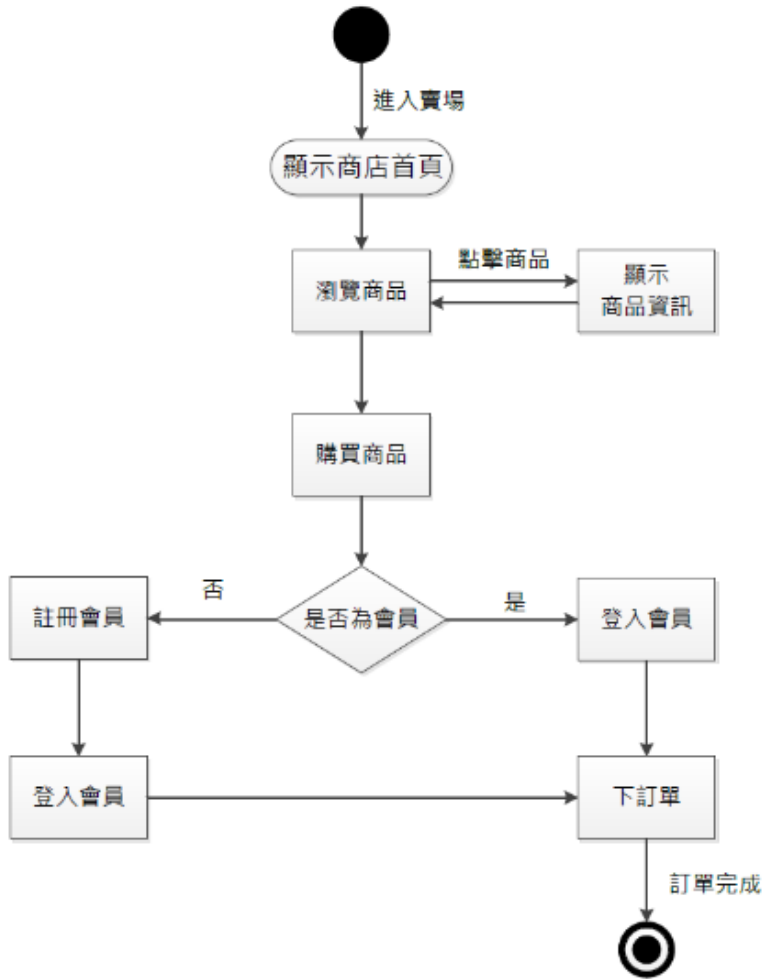 進入賣場
顯示商店首頁
瀏覽商品
點擊商品
顯示
商品資訊
購買商品
是否為會員
否
是
註冊會員
登入會員
登入會員
下訂單
訂單完成